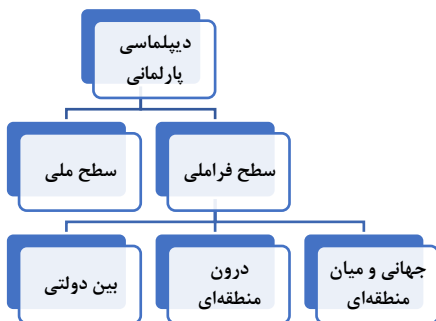 دیپلماسی
پارلمانی
سطح فراملی
سطح ملی
جهانی و میان
منطقه‌ای
درون
منطقه‌ای
بین دولتی